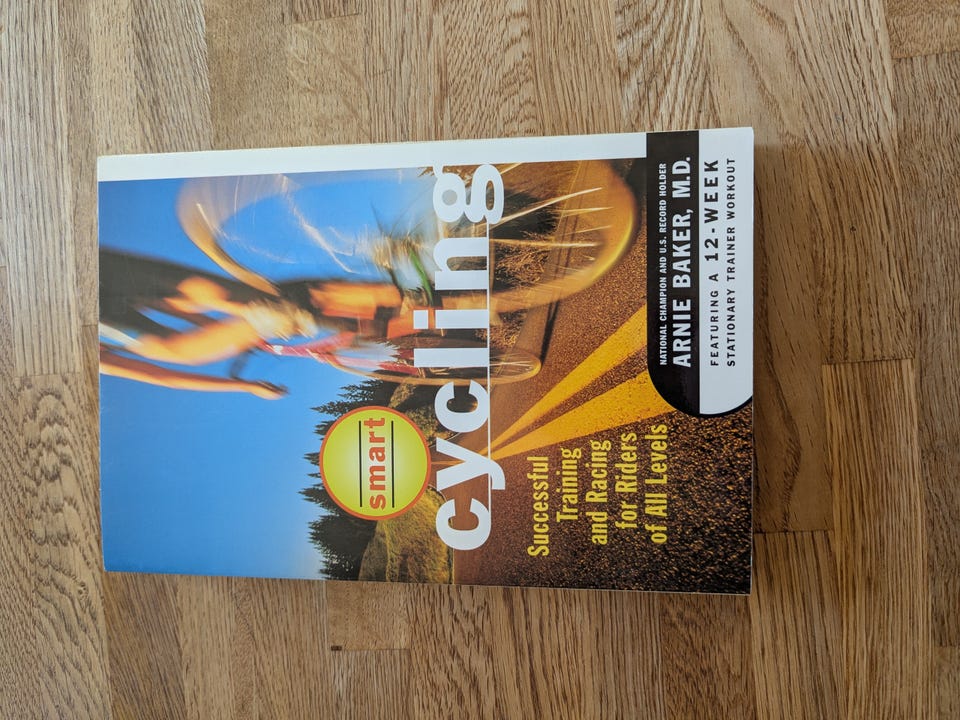 smart
cycling
Successful
Training
and Racing
for Riders
of All Levels
NATIONAL CHAMPION AND U.S. RECORD HOLDER
ARNIE BAKER, M.D.
FEATURING A 12-WEEK
STATIONARY TRAINER WORKOUT